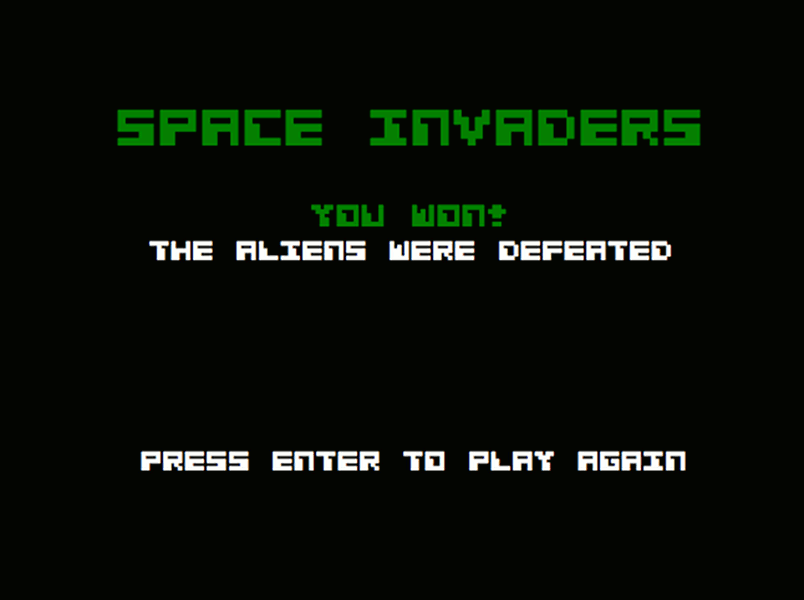 SPACE INVADERS
YOU WON!
THE ALIENS WERE DEFEATED
PRESS ENTER TO PLAY AGAIN